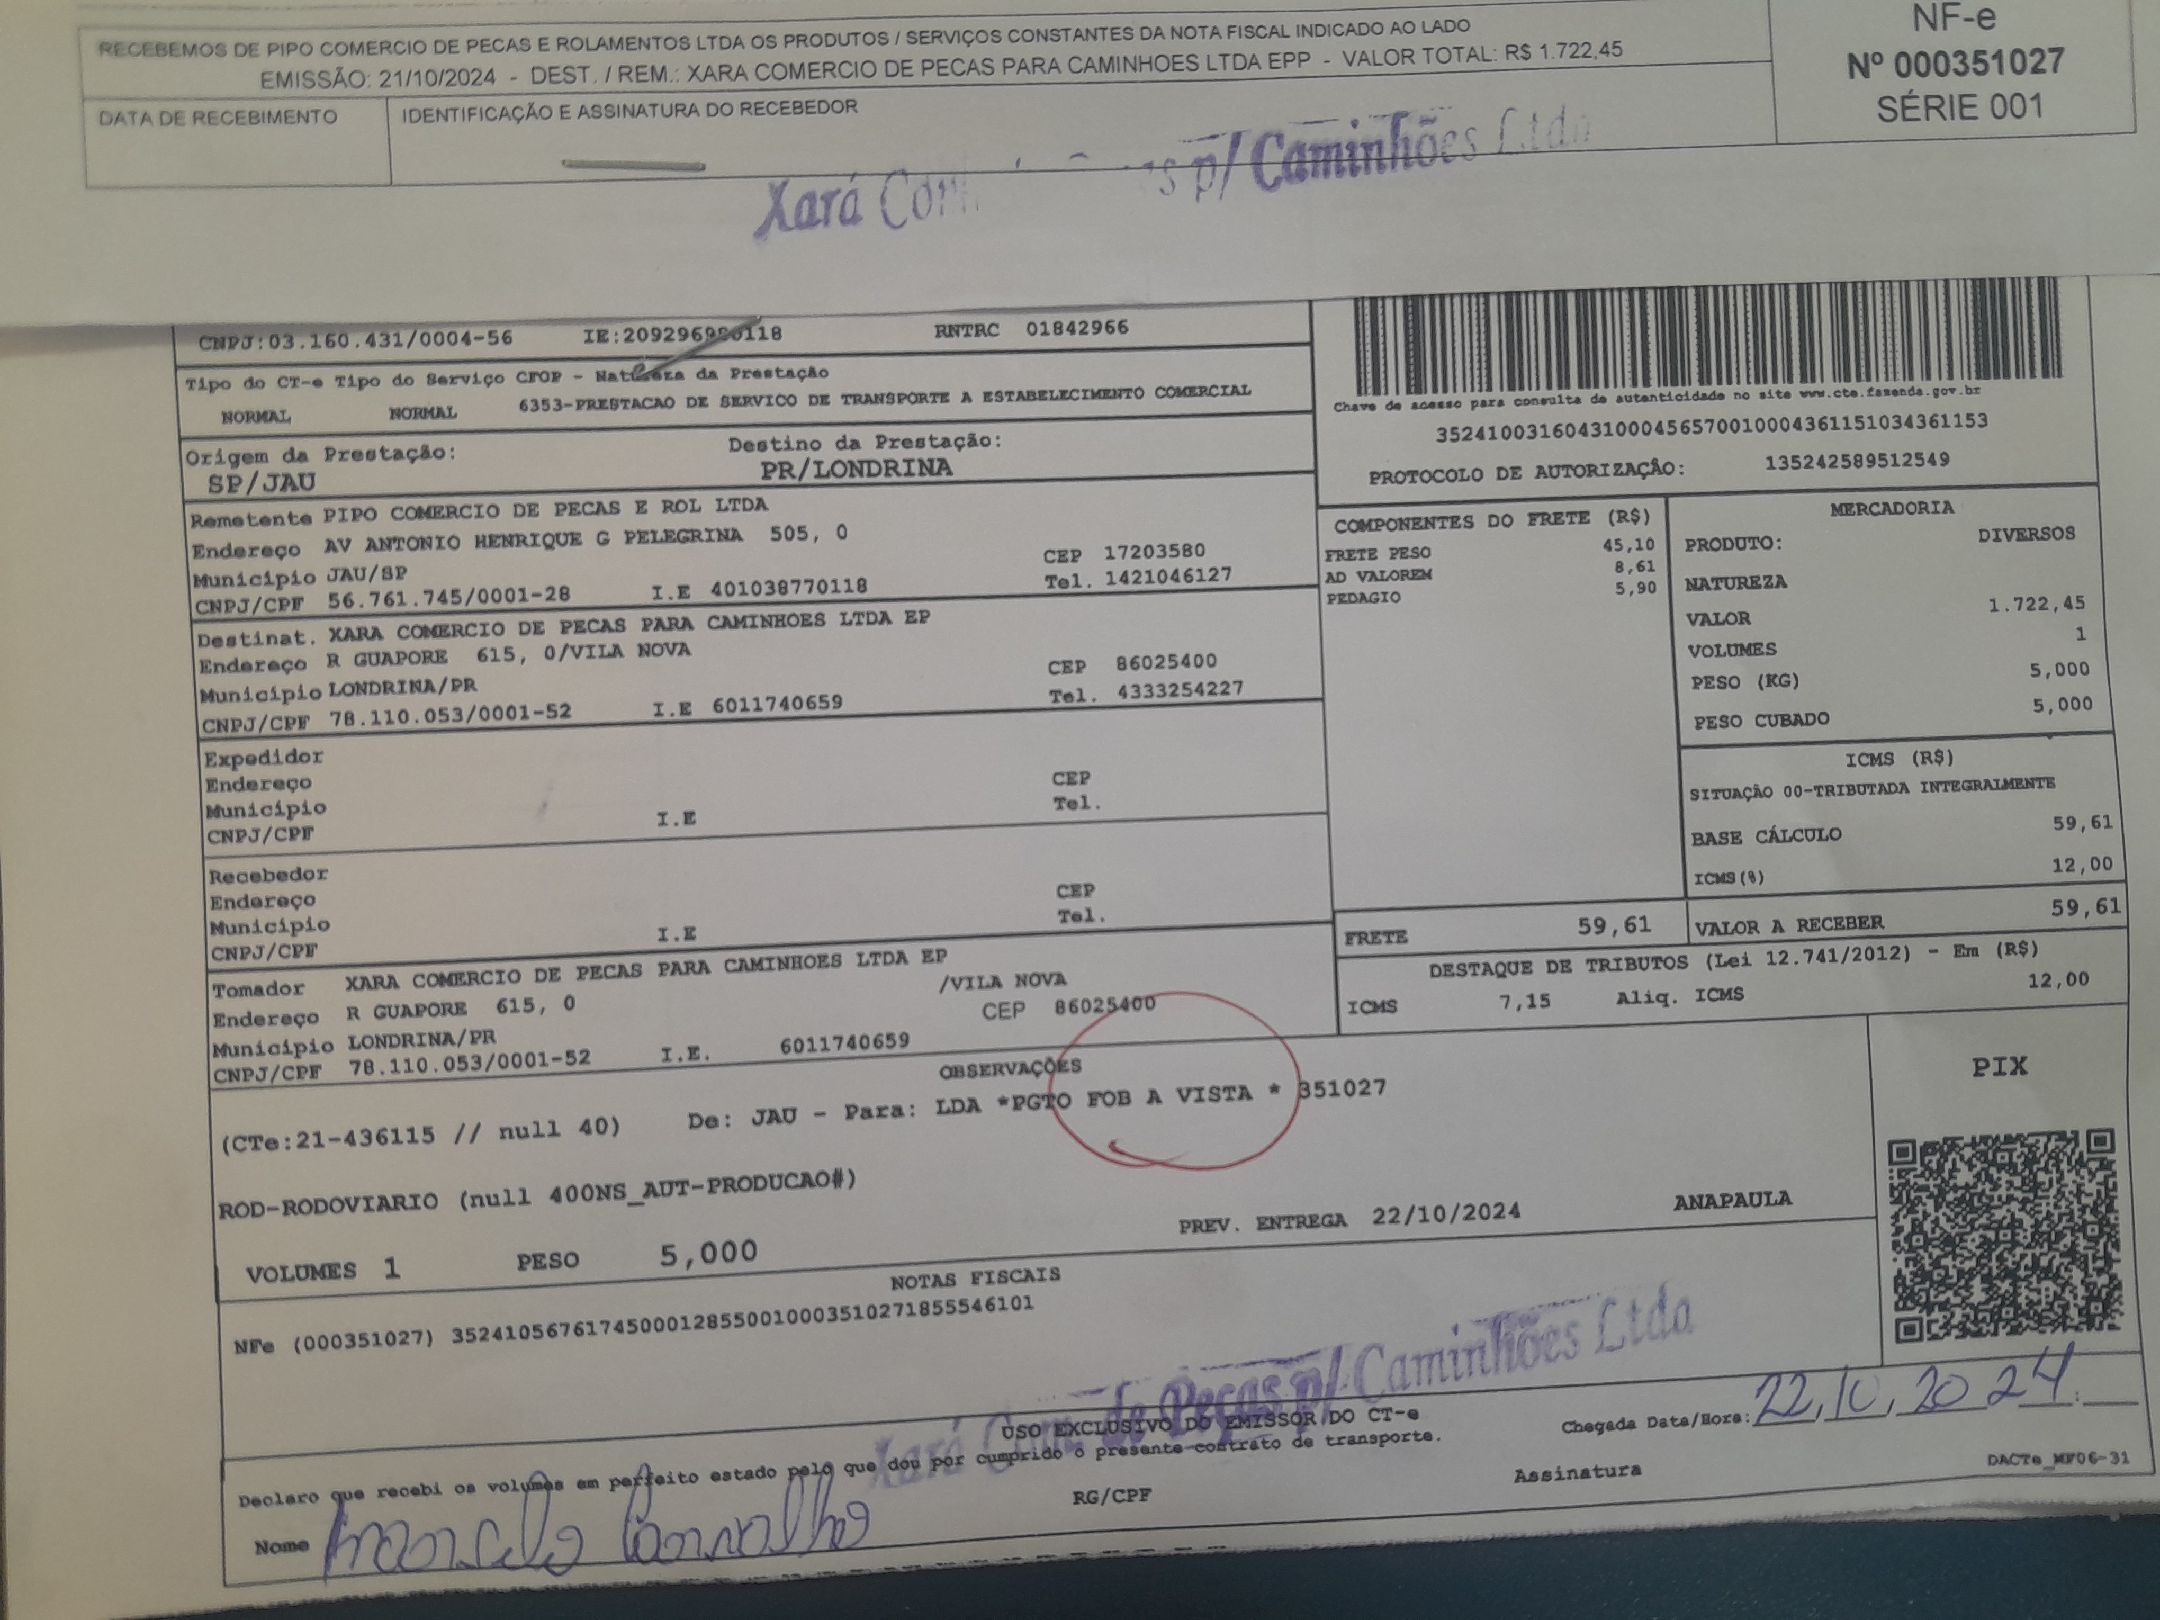 RECEBEMOS DE PIPO COMERCIO DE PECAS E ROLAMENTOS LTDA OS PRODUTOS / SERVIÇOS CONSTANTES DA NOTA FISCAL INDICADO AO LADO
EMISSÃO: 21/10/2024 - DEST. / REM.: XARA COMERCIO DE PECAS PARA CAMINHOES LTDA EPP - VALOR TOTAL: R$ 1.722,45
NF-e
Nº 000351027
SÉRIE 001
DATA DE RECEBIMENTO
IDENTIFICAÇÃO E ASSINATURA DO RECEBEDOR
Xará p/ Caminhões Ltda
CNPJ:03.160.431/0004-56 RNTRC 01842966
Tipo do CT-e Tipo do Serviço CFOP - Natureza da Prestação
NORMAL NORMAL 6353-PRESTACAO DE SERVICO DE TRANSPORTE A ESTABELECIMENTO COMERCIAL
Origem da Prestação: Destino da Prestação:
SP/JAU PR/LONDRINA
Chave de acesso para consulta de autenticidade no site www.cte.fazenda.gov.br
35241003160431000456570010004361151034361153
PROTOCOLO DE AUTORIZAÇÂO: 135242589512549
Remetente PIPO COMERCIO DE PECAS E ROL LTDA
Endereço AV ANTONIO HENRIQUE G PELEGRINA 505, 0
Município JAU/SP CEP 17203580
CNPJ/CPF 56.761.745/0001-28 I.E 401038770118 Tel. 1421046127
Destinat. XARA COMERCIO DE PECAS PARA CAMINHOES LTDA EP
Endereço R GUAPORE 615, 0/VILA NOVA
Município LONDRINA/PR CEP 86025400
CNPJ/CPF 78.110.053/0001-52 I.E 6011740659 Tel. 4333254227
Expedidor
Endereço
Município CEP
CNPJ/CPF I.E Tel.
Recebedor
Endereço
Município CEP
CNPJ/CPF I.E Tel.
Tomador XARA COMERCIO DE PECAS PARA CAMINHOES LTDA EP
Endereço R GUAPORE 615, 0 /VILA NOVA
Município LONDRINA/PR CEP 86025400
CNPJ/CPF 78.110.053/0001-52 I.E. 6011740659
COMPONENTES DO FRETE (R$)
FRETE PESO 45,10
AD VALOREM 8,61
PEDAGIO 5,90
MERCADORIA
PRODUTO: DIVERSOS
NATUREZA
VALOR 1.722,45
VOLUMES 1
PESO (KG) 5,000
PESO CUBADO 5,000
ICMS (R$)
SITUAÇÃO 00-TRIBUTADA INTEGRALMENTE
BASE CÁLCULO 59,61
ICMS(%) 12,00
FRETE 59,61 VALOR A RECEBER 59,61
DESTAQUE DE TRIBUTOS (Lei 12.741/2012) - Em (R$)
ICMS 7,15 Aliq. ICMS 12,00
OBSERVAÇÕES
(CTe:21-436115 // null 40) De: JAU - Para: LDA *PGTO FOB A VISTA * 351027
ROD-RODOVIARIO (null 400NS_AUT-PRODUCAO#)
PREV. ENTREGA 22/10/2024 ANAPAULA
VOLUMES 1 PESO 5,000
PIX
NOTAS FISCAIS
NFe (000351027) 35241056761745000128550010003510271855546101
Xará de Peças p/ Caminhões Ltda
USO EXCLUSIVO DO EMISSOR DO CT-e
Declaro que recebi os volumes em perfeito estado pelo que dou por cumprido o presente contrato de transporte.
Chegada Data/Hora: 22,10,2024
Nome Carvalho RG/CPF Assinatura
DACTe_MF06-31